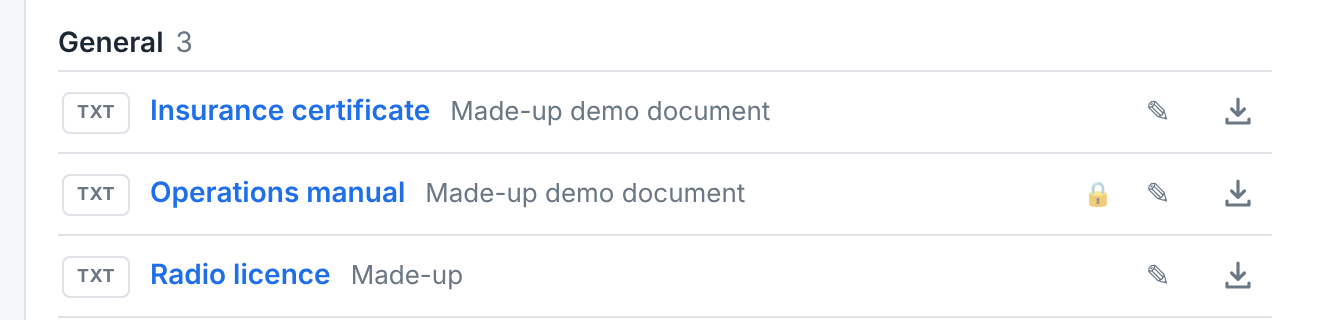 General 3
TXT Insurance certificate Made-up demo document
TXT Operations manual Made-up demo document
TXT Radio licence Made-up